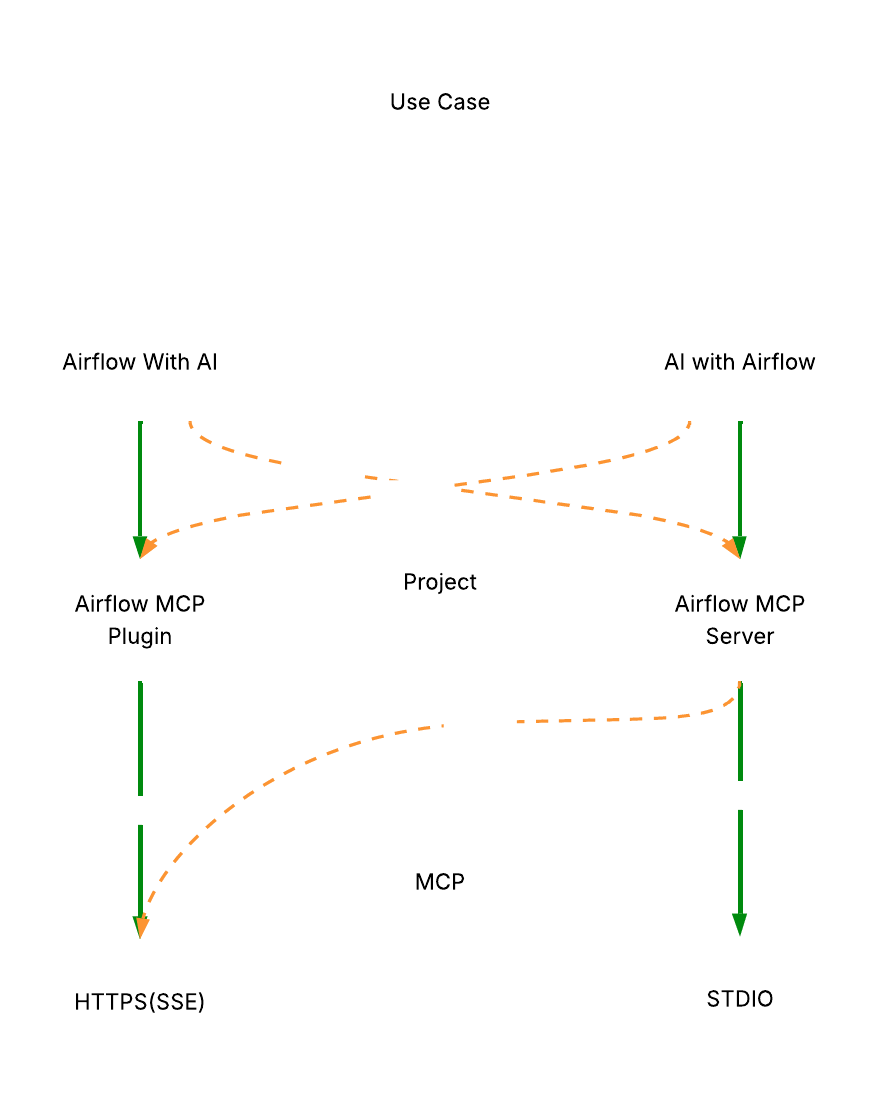 Use Case
Airflow With AI
AI with Airflow
Project
Airflow MCP
Plugin
Airflow MCP
Server
MCP
HTTPS(SSE)
STDIO